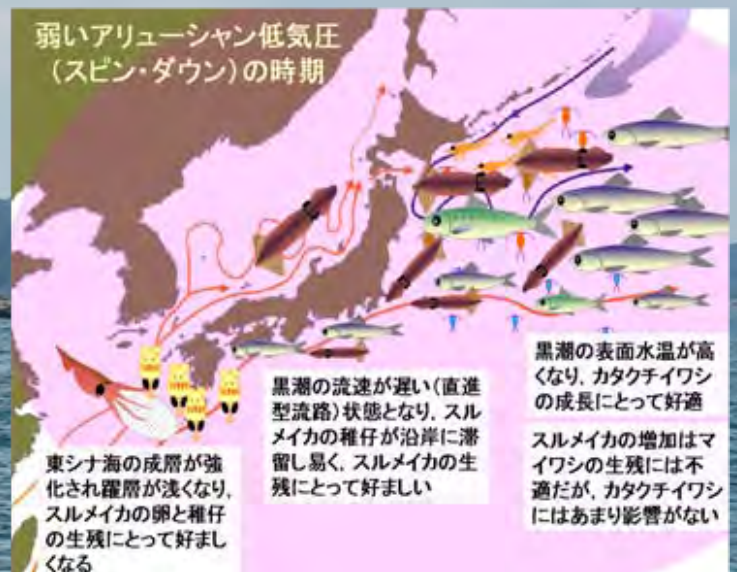 弱いアリューシャン低気圧
(スピン・ダウン)の時期
東シナ海の成層が強
化され躍層が浅くなり、
スルメイカの卵と稚仔
の生残にとって好まし
くなる
黒潮の流速が遅い(直進
型流路)状態となり、スル
メイカの稚仔が沿岸に滞
留し易く、スルメイカの生
残にとって好ましい
黒潮の表面水温が高
くなり、カタクチイワシ
の成長にとって好適
スルメイカの増加はマ
イワシの生残には不
適だが、カタクチイワシ
にはあまり影響がない